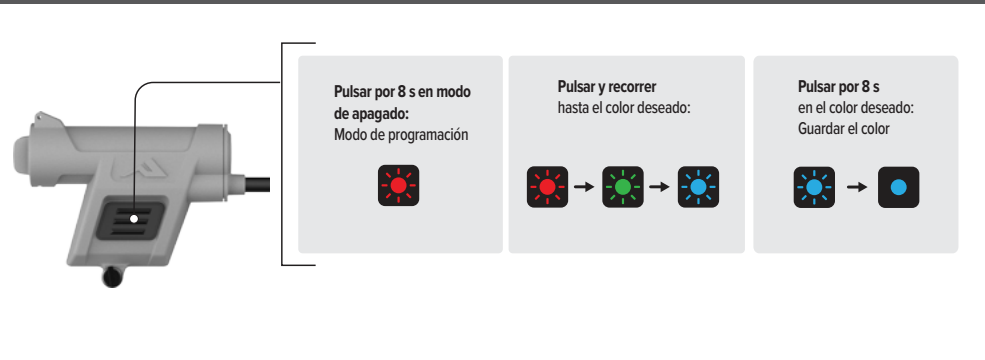 Pulsar por 8 s en modo
de apagado:
Modo de programación
Pulsar y recorrer
hasta el color deseado:
Pulsar por 8 s
en el color deseado:
Guardar el color